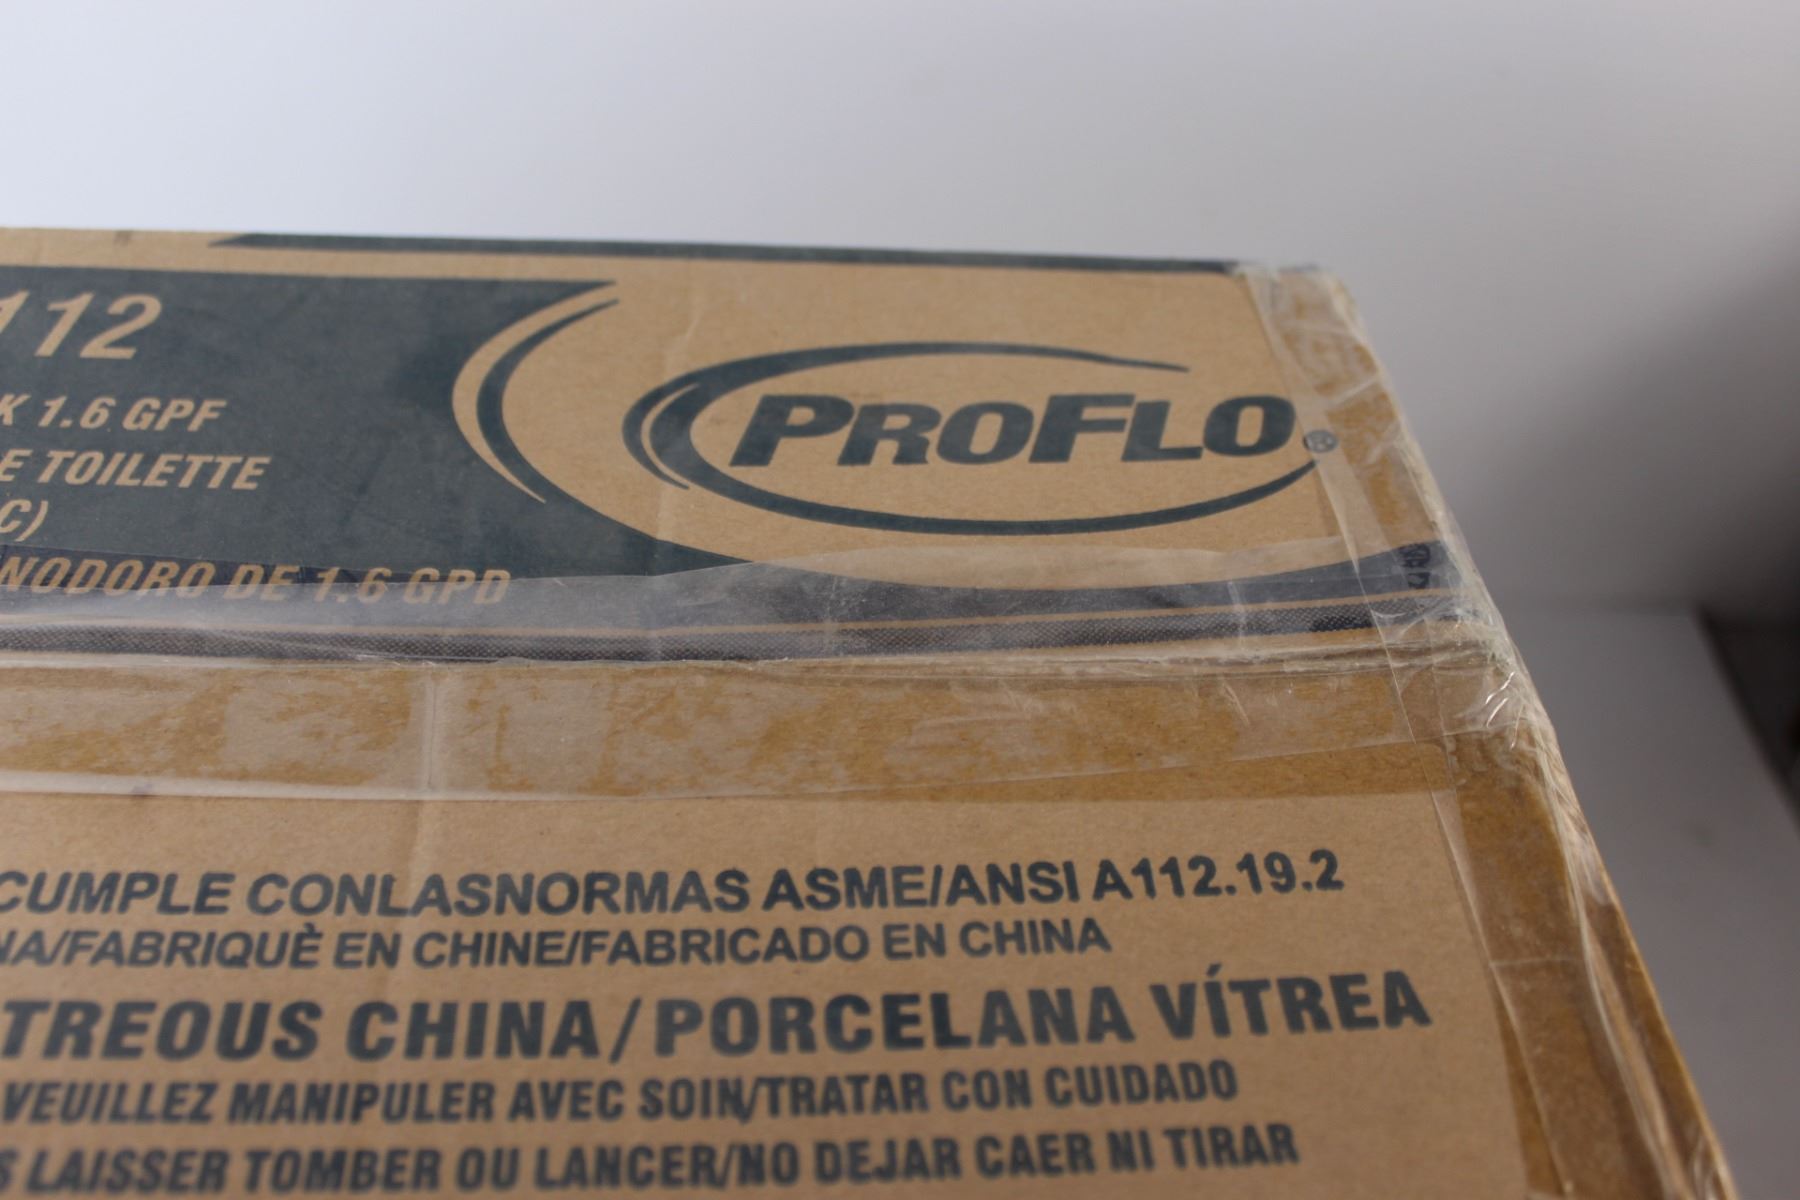 112
K 1.6 GPF
E TOILETTE
C)
NODORO DE 1.6 GPD
PROFLO®
CUMPLE CONLASNORMAS ASME/ANSI A112.19.2
NA/FABRIQUÈ EN CHINE/FABRICADO EN CHINA
TREOUS CHINA/PORCELANA VÍTREA
VEUILLEZ MANIPULER AVEC SOIN/TRATAR CON CUIDADO
S LAISSER TOMBER OU LANCER/NO DEJAR CAER NI TIRAR